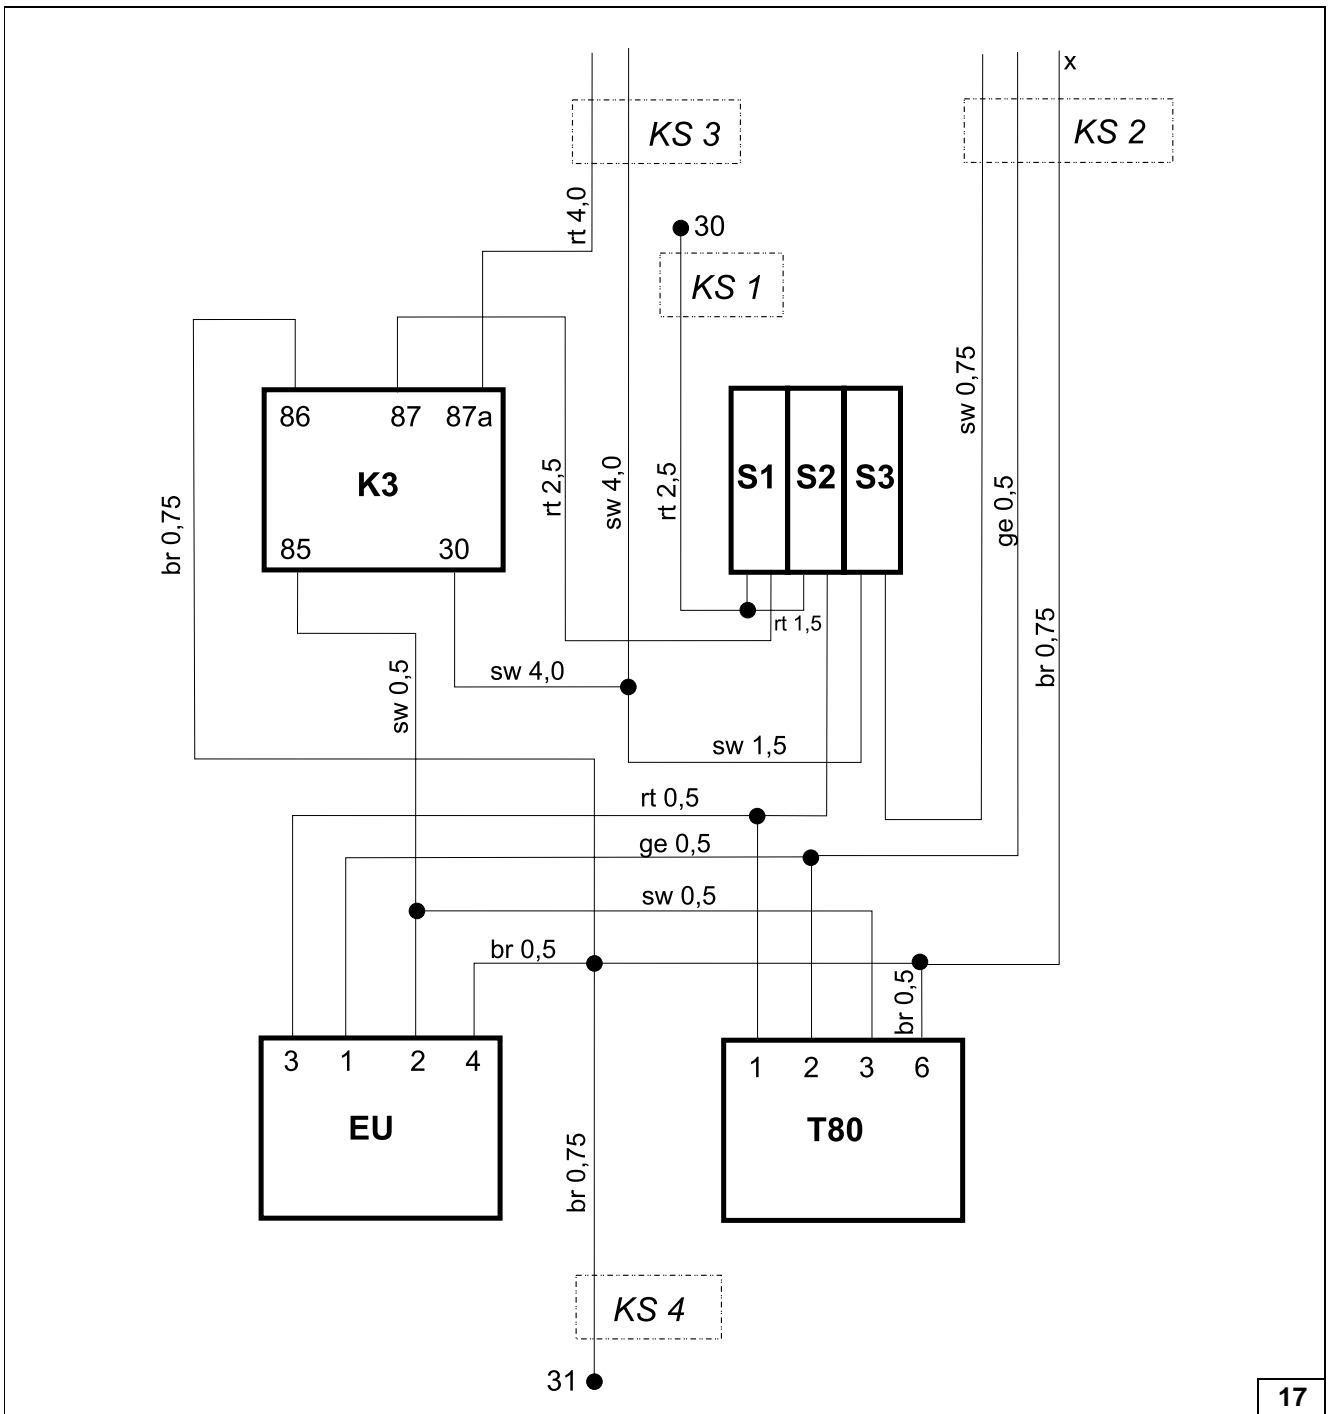 x
KS 3
KS 2
rt 4,0
30
KS 1
sw 0,75
86 87 87a
K3
85 30
br 0,75
rt 2,5
sw 4,0
rt 2,5
S1 S2 S3
ge 0,5
br 0,75
rt 1,5
sw 4,0
sw 0,5
sw 1,5
rt 0,5
ge 0,5
sw 0,5
br 0,5
br 0,5
3 1 2 4
EU
1 2 3 6
T80
br 0,75
KS 4
31
17